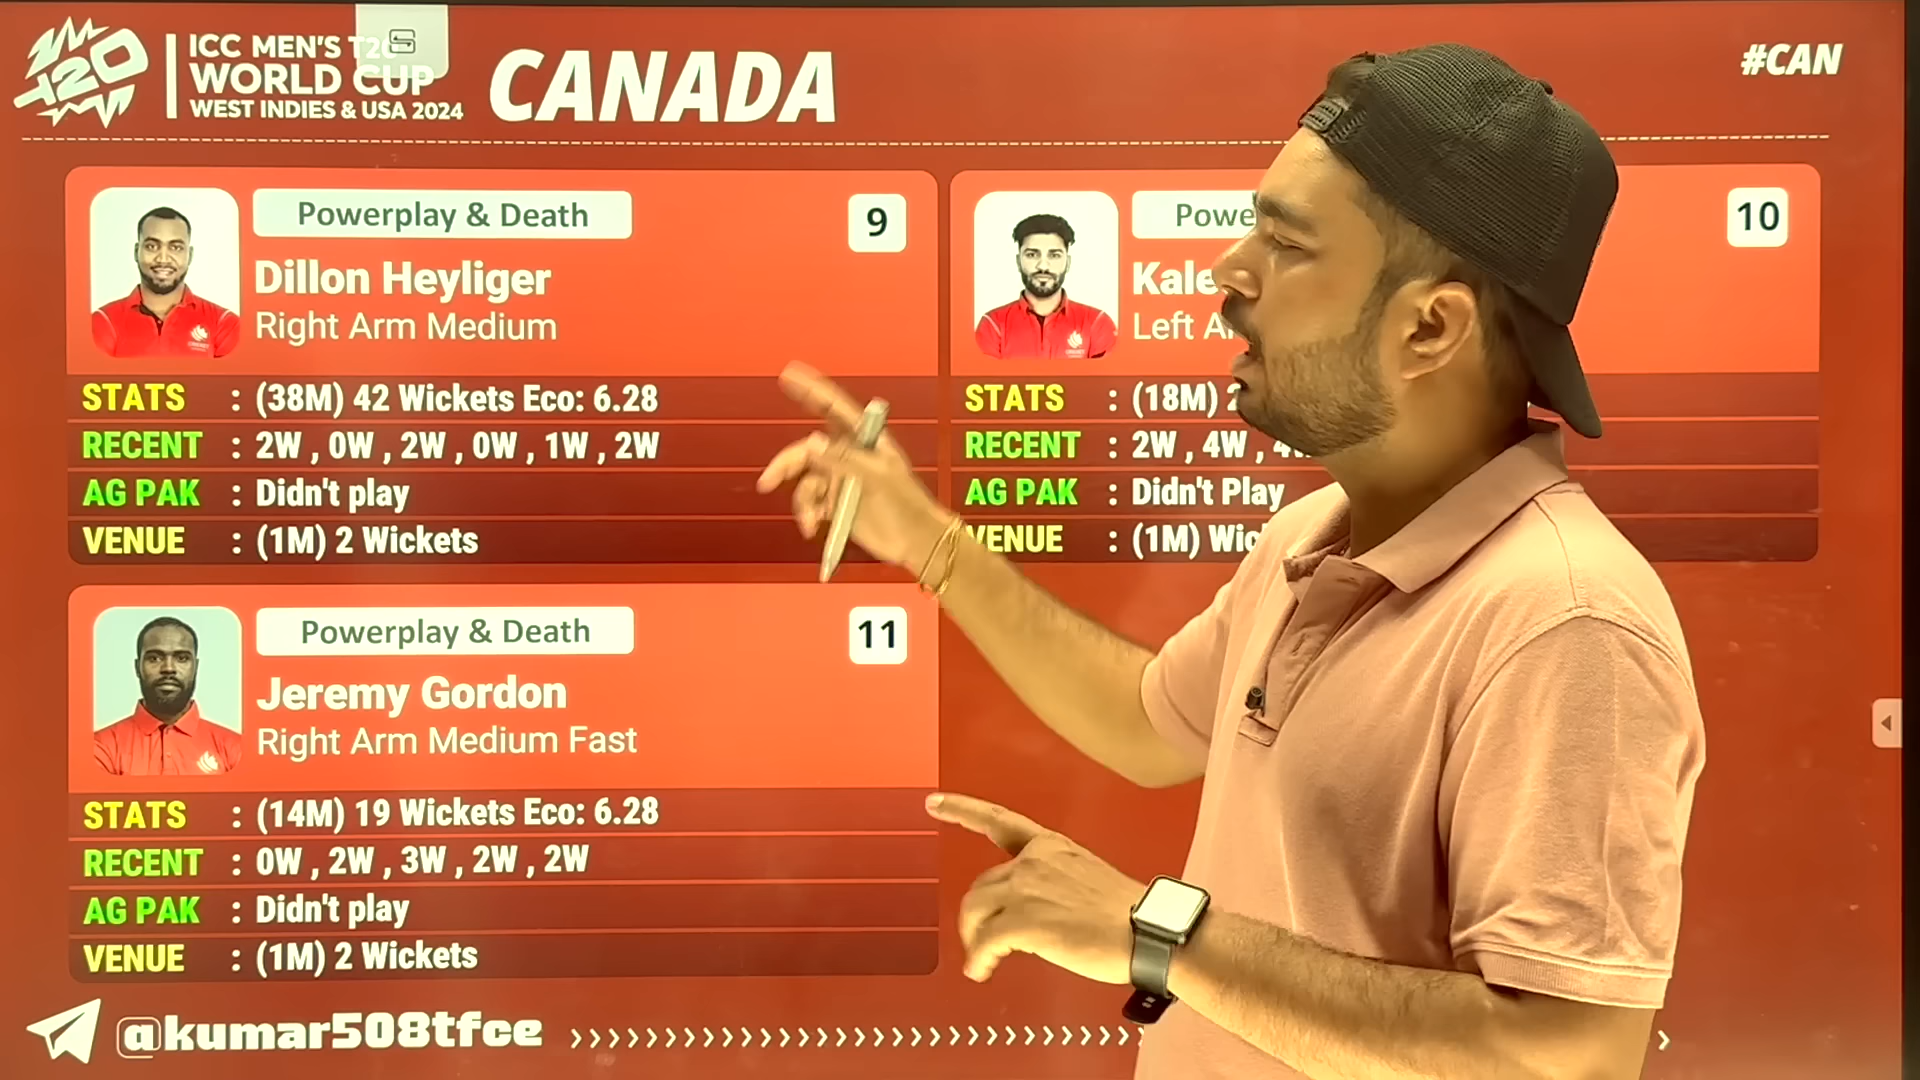 ICC MEN'S T20
WORLD CUP
WEST INDIES & USA 2024
CANADA
#CAN
Powerplay & Death
9
Dillon Heyliger
Right Arm Medium
STATS : (38M) 42 Wickets Eco: 6.28
RECENT : 2W , 0W , 2W , 0W , 1W , 2W
AG PAK : Didn't play
VENUE : (1M) 2 Wickets
10
STATS : (18M)
RECENT : 2W , 4W ,
AG PAK : Didn't Play
VENUE : (1M)
Powerplay & Death
11
Jeremy Gordon
Right Arm Medium Fast
STATS : (14M) 19 Wickets Eco: 6.28
RECENT : 0W , 2W , 3W , 2W , 2W
AG PAK : Didn't play
VENUE : (1M) 2 Wickets
@kumar508tfce